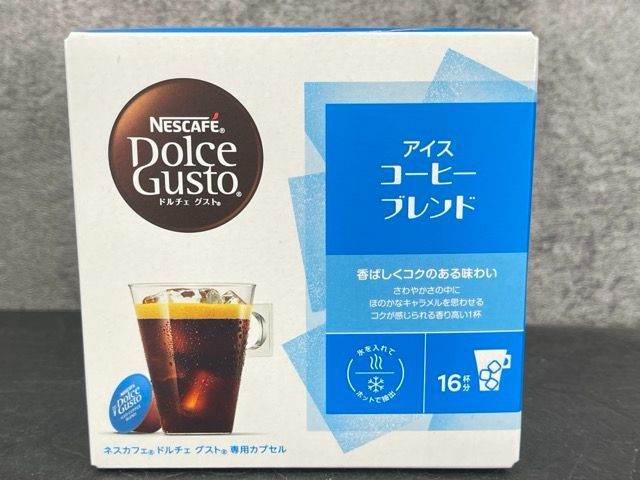 NESCAFÉ®
Dolce
Gusto®
ドルチェ グスト®
アイス
コーヒー
ブレンド
香ばしくコクのある味わい
さわやかさの中に
ほのかなキャラメルを思わせる
コクが感じられる香り高い1杯
氷を入れて
ホットで抽出
16杯分
NESCAFÉ
Dolce
Gusto
ネスカフェ® ドルチェ グスト® 専用カプセル